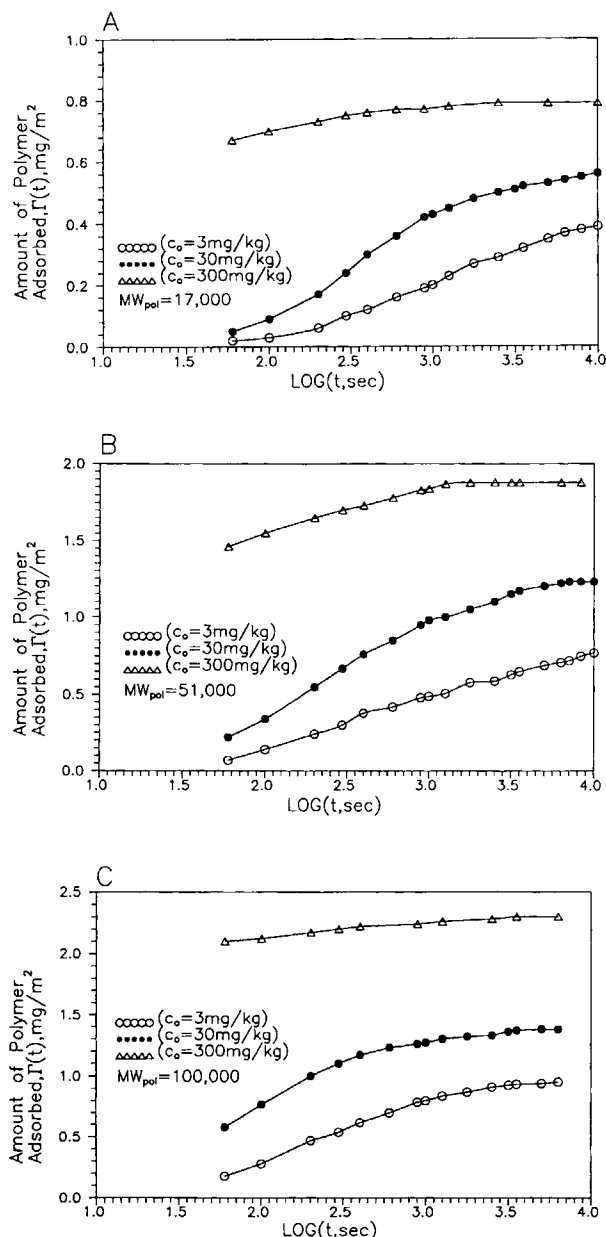 A
1.0
0.8
0.6
0.4
0.2
0.0
Amount of Polymer
Adsorbed,Γ(t),mg/m²
(c₀=3mg/kg)
(c₀=30mg/kg)
(c₀=300mg/kg)
MWpol=17,000
1.0 1.5 2.0 2.5 3.0 3.5 4.0
LOG(t,sec)
B
2.0
1.5
1.0
0.5
0.0
Amount of Polymer
Adsorbed,Γ(t),mg/m²
(c₀=3mg/kg)
(c₀=30mg/kg)
(c₀=300mg/kg)
MWpol=51,000
1.0 1.5 2.0 2.5 3.0 3.5 4.0
LOG(t,sec)
C
2.5
2.0
1.5
1.0
0.5
0.0
Amount of Polymer
Adsorbed,Γ(t),mg/m²
(c₀=3mg/kg)
(c₀=30mg/kg)
(c₀=300mg/kg)
MWpol=100,000
1.0 1.5 2.0 2.5 3.0 3.5 4.0
LOG(t,sec)